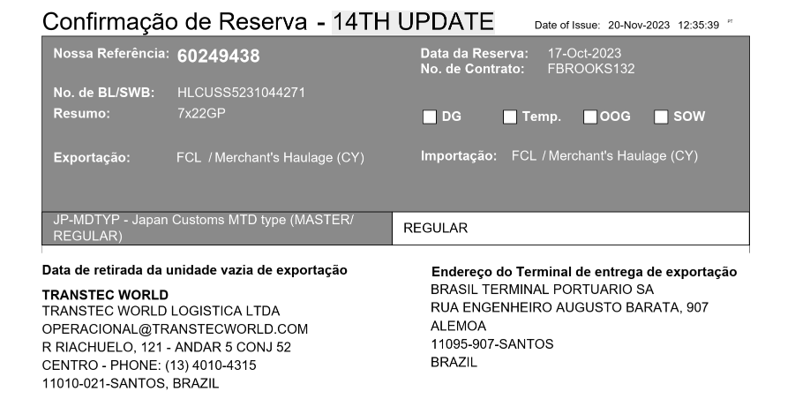 Confirmação de Reserva - 14TH UPDATE
Date of Issue: 20-Nov-2023 12:35:39 PT
Nossa Referência: 60249438
Data da Reserva: 17-Oct-2023
No. de Contrato: FBROOKS132
No. de BL/SWB: HLCUSS5231044271
Resumo: 7x22GP
DG Temp. OOG SOW
Exportação: FCL / Merchant's Haulage (CY)
Importação: FCL / Merchant's Haulage (CY)
JP-MDTYP - Japan Customs MTD type (MASTER/
REGULAR)
REGULAR
Data de retirada da unidade vazia de exportação
TRANSTEC WORLD
TRANSTEC WORLD LOGISTICA LTDA
OPERACIONAL@TRANSTECWORLD.COM
R RIACHUELO, 121 - ANDAR 5 CONJ 52
CENTRO - PHONE: (13) 4010-4315
11010-021-SANTOS, BRAZIL
Endereço do Terminal de entrega de exportação
BRASIL TERMINAL PORTUARIO SA
RUA ENGENHEIRO AUGUSTO BARATA, 907
ALEMOA
11095-907-SANTOS
BRAZIL